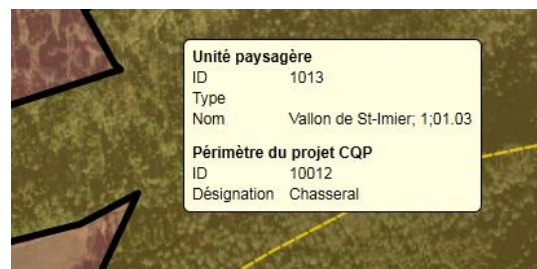 Unité paysagère
ID 1013
Type
Nom Vallon de St-Imier; 1;01.03
Périmètre du projet CQP
ID 10012
Désignation Chasseral